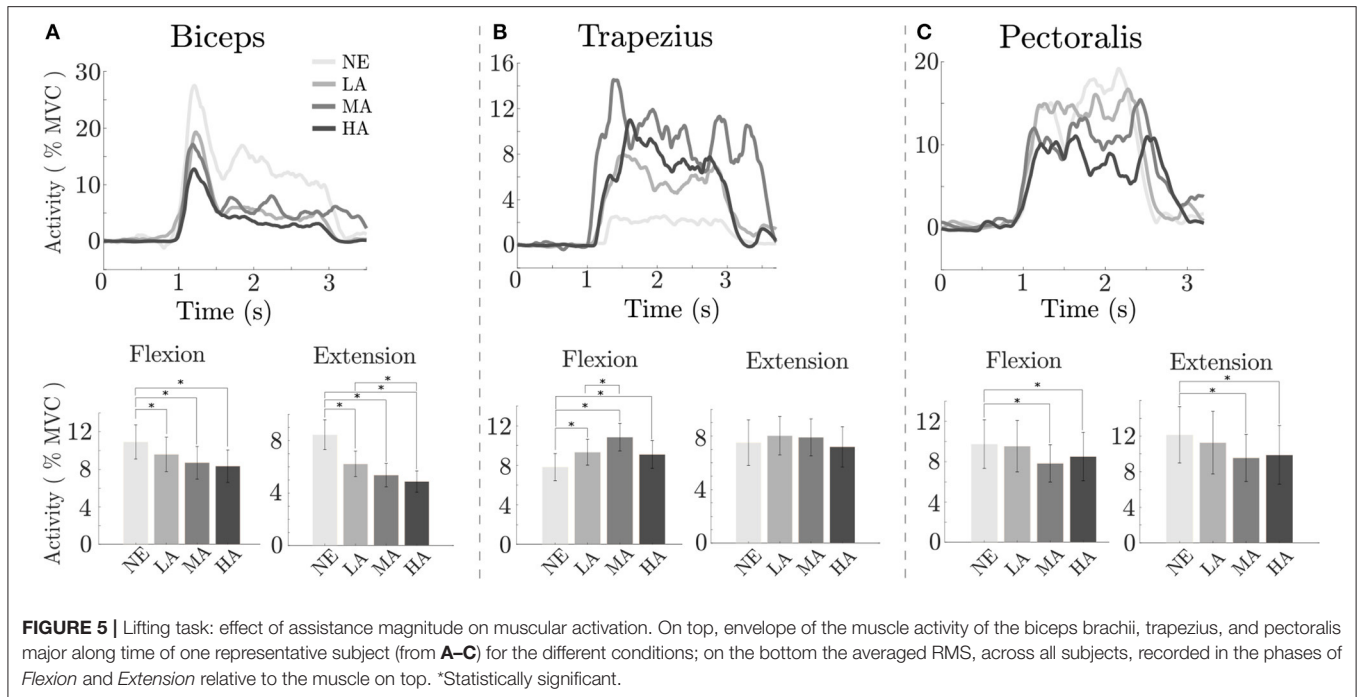 A
Biceps
Activity ( % MVC )
30
20
10
0
NE
LA
MA
HA
0 1 2 3
Time (s)
Flexion
Activity ( % MVC )
12
8
4
0
*
*
*
NE LA MA HA
Extension
8
4
0
*
*
*
*
NE LA MA HA
B
Trapezius
16
12
8
4
0
0 1 2 3
Time (s)
Flexion
12
8
4
0
*
*
*
*
NE LA MA HA
Extension
8
4
0
NE LA MA HA
C
Pectoralis
20
10
0
0 1 2 3
Time (s)
Flexion
12
8
4
0
*
*
NE LA MA HA
Extension
12
8
4
0
*
*
NE LA MA HA
FIGURE 5 | Lifting task: effect of assistance magnitude on muscular activation. On top, envelope of the muscle activity of the biceps brachii, trapezius, and pectoralis
major along time of one representative subject (from A–C) for the different conditions; on the bottom the averaged RMS, across all subjects, recorded in the phases of
Flexion and Extension relative to the muscle on top. *Statistically significant.